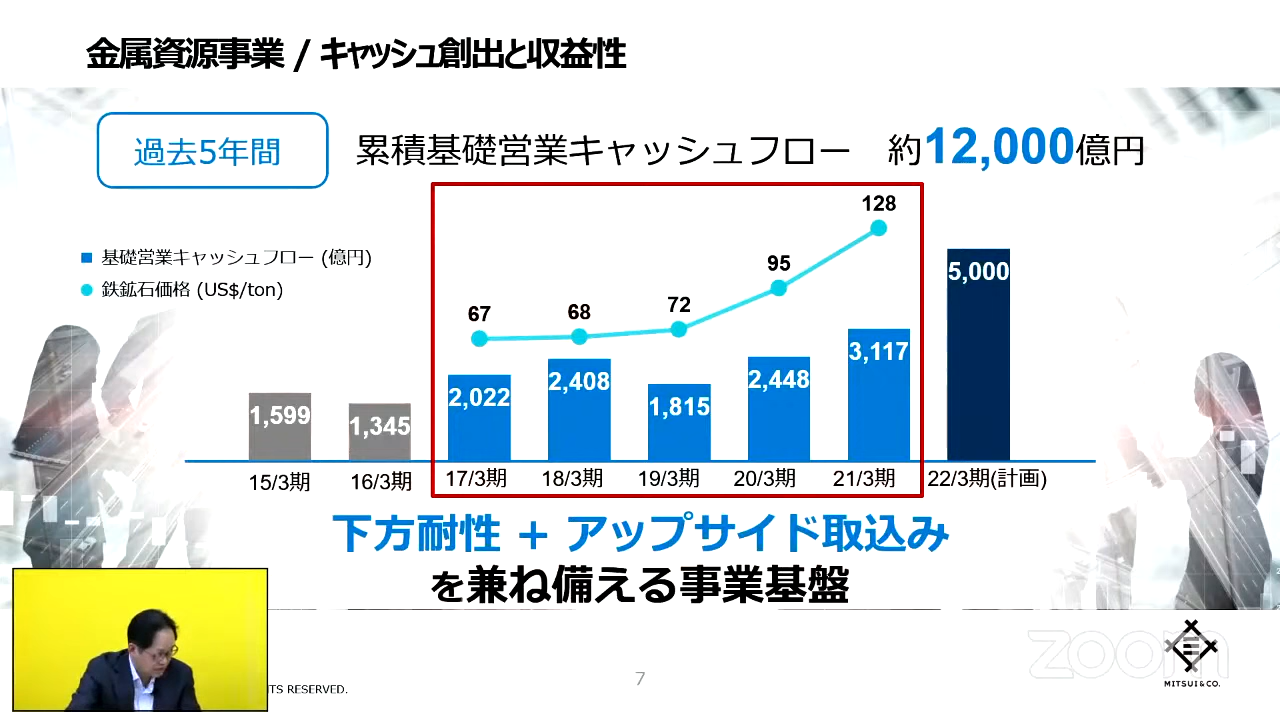 金属資源事業 / キャッシュ創出と収益性
過去5年間
累積基礎営業キャッシュフロー 約12,000億円
基礎営業キャッシュフロー (億円)
鉄鉱石価格 (US$/ton)
67
68
72
95
128
1,599
1,345
2,022
2,408
1,815
2,448
3,117
5,000
15/3期
16/3期
17/3期
18/3期
19/3期
20/3期
21/3期
22/3期(計画)
下方耐性 + アップサイド取込み
を兼ね備える事業基盤
TS RESERVED.
7
zoom
MITSUI & CO.